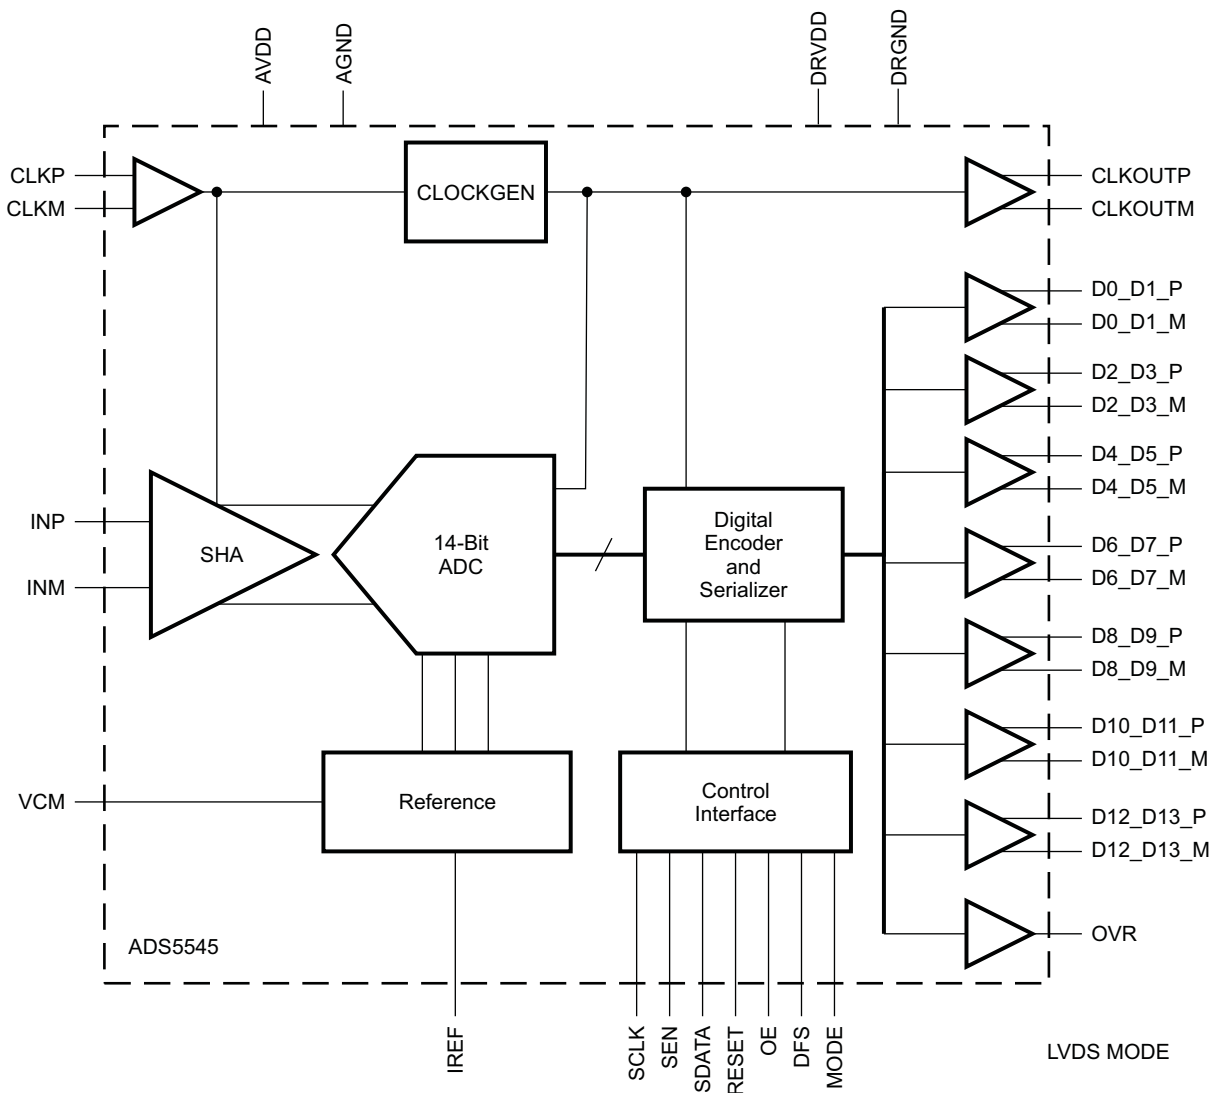 AVDD
AGND
DRVDD
DRGND
CLKP
CLKM
CLOCKGEN
CLKOUTP
CLKOUTM
D0_D1_P
D0_D1_M
D2_D3_P
D2_D3_M
D4_D5_P
D4_D5_M
INP
INM
SHA
14-Bit
ADC
Digital
Encoder
and
Serializer
D6_D7_P
D6_D7_M
D8_D9_P
D8_D9_M
D10_D11_P
D10_D11_M
VCM
Reference
Control
Interface
D12_D13_P
D12_D13_M
OVR
ADS5545
IREF
SCLK
SEN
SDATA
RESET
OE
DFS
MODE
LVDS MODE